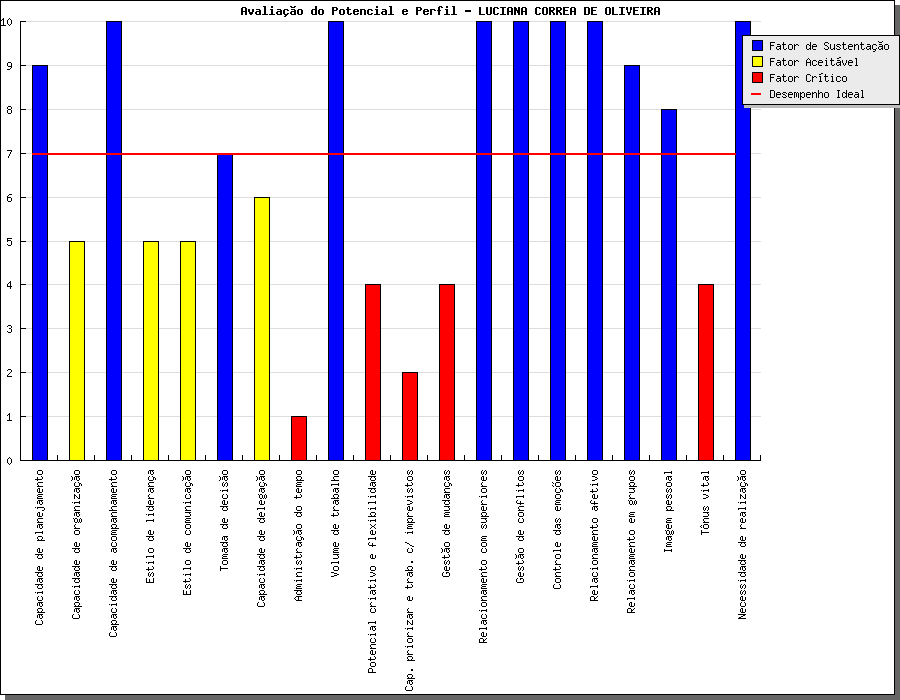 Avaliação do Potencial e Perfil - LUCIANA CORREA DE OLIVEIRA
Fator de Sustentação
Fator Aceitável
Fator Crítico
Desempenho Ideal
10
9
8
7
6
5
4
3
2
1
0
Capacidade de planejamento
Capacidade de organização
Capacidade de acompanhamento
Estilo de liderança
Estilo de comunicação
Tomada de decisão
Capacidade de delegação
Administração do tempo
Volume de trabalho
Potencial criativo e flexibilidade
Cap. priorizar e trab. c/ imprevistos
Gestão de mudanças
Relacionamento com superiores
Gestão de conflitos
Controle das emoções
Relacionamento afetivo
Relacionamento em grupos
Imagem pessoal
Tônus vital
Necessidade de realização